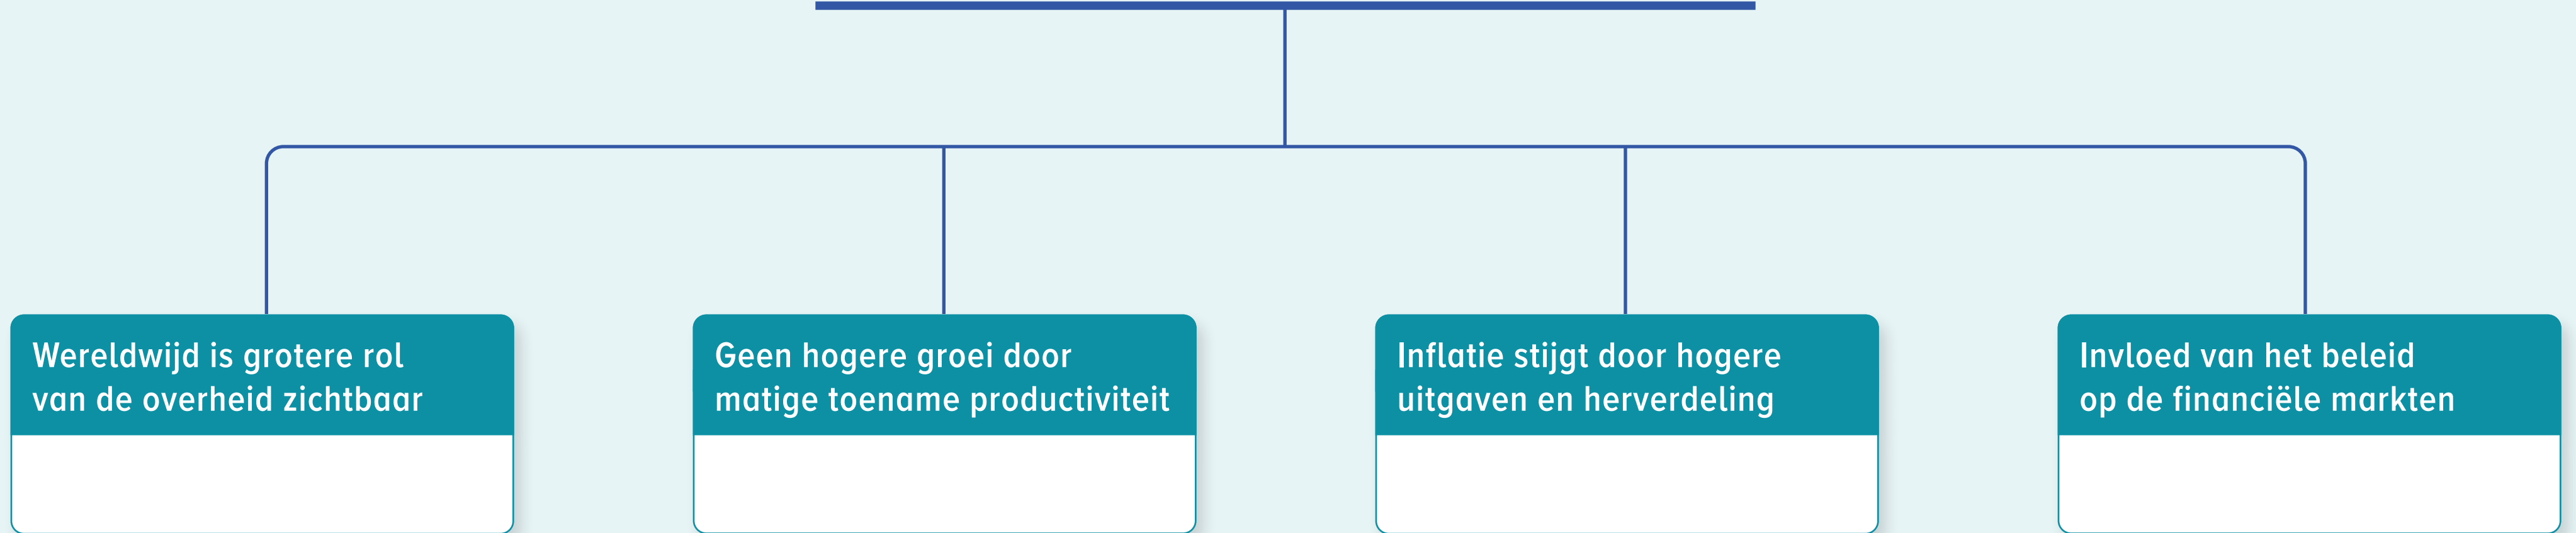 Wereldwijd is grotere rol
van de overheid zichtbaar
Geen hogere groei door
matige toename productiviteit
Inflatie stijgt door hogere
uitgaven en herverdeling
Invloed van het beleid
op de financiële markten